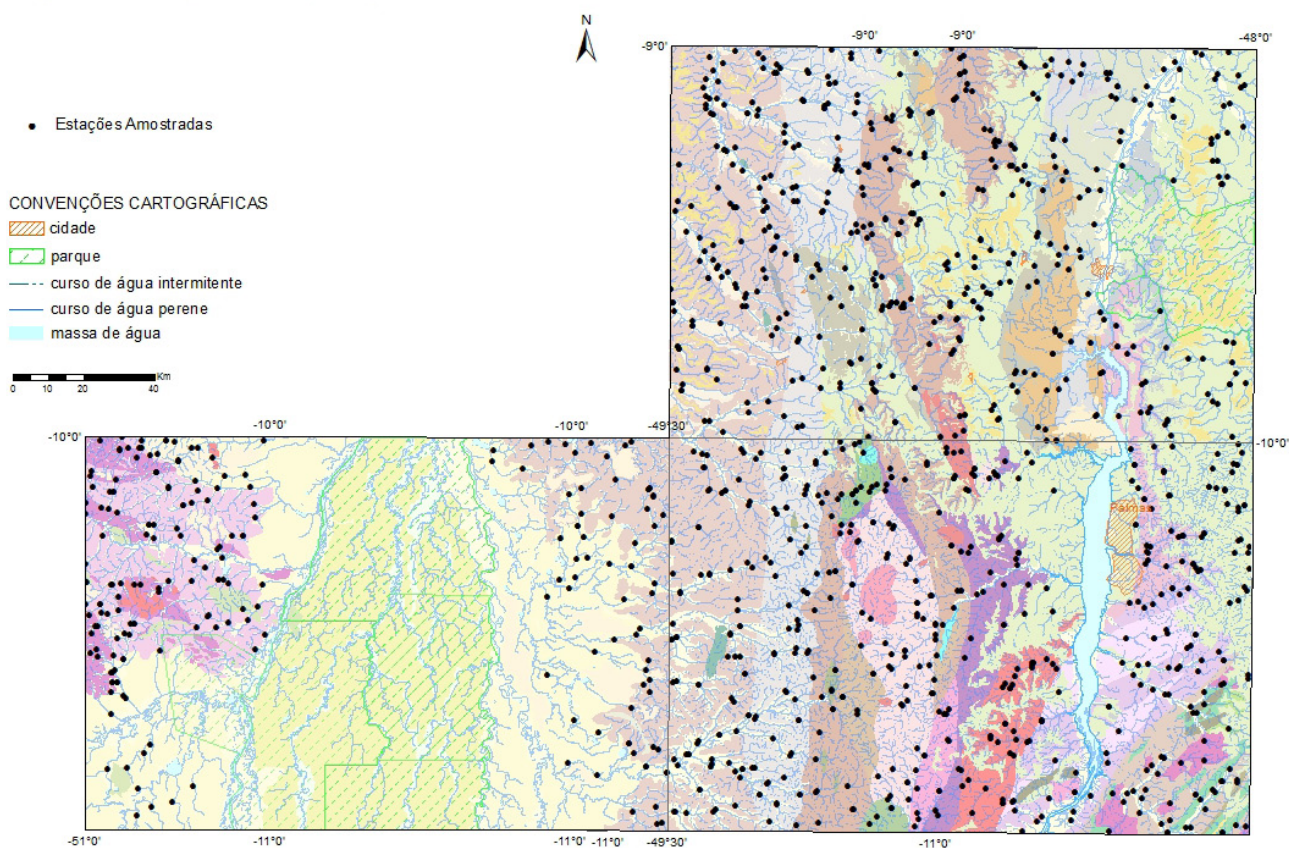 N
-9°0'
-9°0'
-9°0'
-48°0'
Estações Amostradas
CONVENÇÕES CARTOGRÁFICAS
cidade
parque
curso de água intermitente
curso de água perene
massa de água
Km
0 10 20 40
-10°0'
-10°0'
-10°0'
-49°30'
-10°0'
Palmas
-51°0'
-11°0'
-11°0'
-11°0'
-49°30'
-11°0'